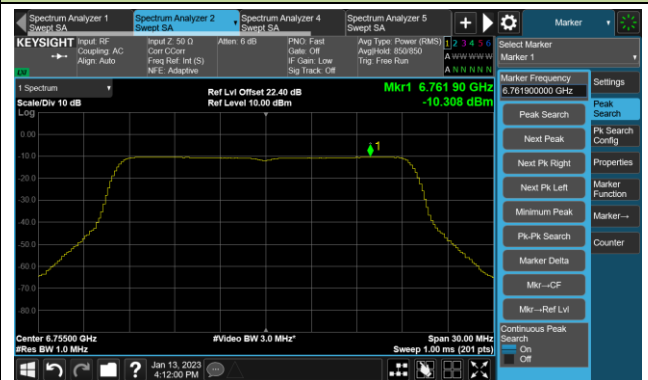 Spectrum Analyzer 1
Swept SA
Spectrum Analyzer 2
Swept SA
Spectrum Analyzer 4
Swept SA
Spectrum Analyzer 5
Swept SA
Marker
KEYSIGHT
Input: RF
Coupling: AC
Align: Auto
Input Z: 50 Ω
Corr CCorr
Freq Ref: Int (S)
NFE: Adaptive
Atten: 6 dB
PNO: Fast
Gate: Off
IF Gain: Low
Sig Track: Off
Avg Type: Power (RMS)
Avg|Hold: 850/850
Trig: Free Run
1 2 3 4 5 6
A W W W W W
A N N N N N
Select Marker
Marker 1
1 Spectrum
Scale/Div 10 dB
Log
Ref Lvl Offset 22.40 dB
Ref Level 10.00 dBm
Mkr1 6.761 90 GHz
-10.308 dBm
1
0.00
-10.0
-20.0
-30.0
-40.0
-50.0
-60.0
-70.0
-80.0
Center 6.75500 GHz
#Res BW 1.0 MHz
#Video BW 3.0 MHz*
Span 30.00 MHz
Sweep 1.00 ms (201 pts)
Marker Frequency
6.761900000 GHz
Peak Search
Next Peak
Next Pk Right
Next Pk Left
Minimum Peak
Pk-Pk Search
Marker Delta
Mkr→CF
Mkr→Ref Lvl
Continuous Peak
Search
On
Off
Settings
Peak
Search
Pk Search
Config
Properties
Marker
Function
Marker→
Counter
?
Jan 13, 2023
4:12:00 PM